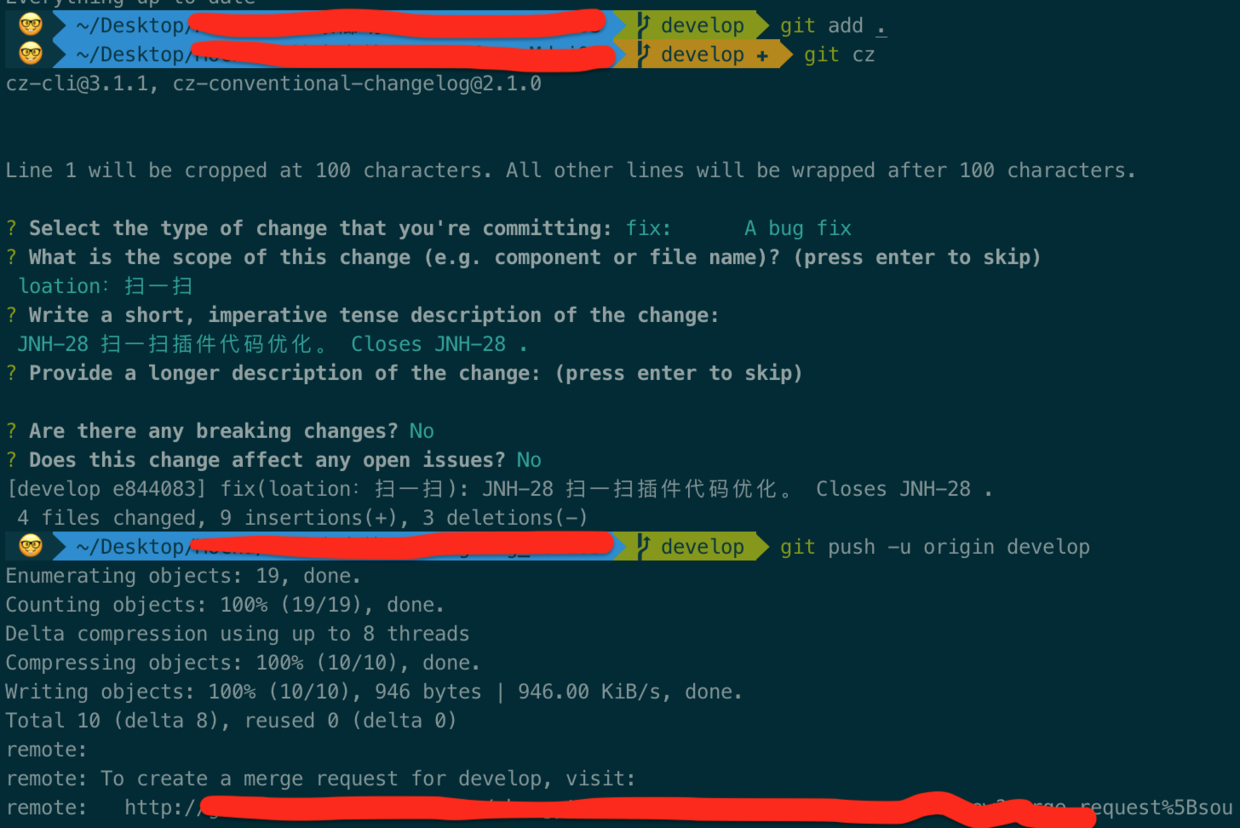 Everything up-to-date
~/Desktop/ develop git add .
~/Desktop/ develop + git cz
cz-cli@3.1.1, cz-conventional-changelog@2.1.0
Line 1 will be cropped at 100 characters. All other lines will be wrapped after 100 characters.
? Select the type of change that you're committing: fix: A bug fix
? What is the scope of this change (e.g. component or file name)? (press enter to skip)
loation: 扫一扫
? Write a short, imperative tense description of the change:
JNH-28 扫一扫插件代码优化。 Closes JNH-28 .
? Provide a longer description of the change: (press enter to skip)
? Are there any breaking changes? No
? Does this change affect any open issues? No
[develop e844083] fix(loation: 扫一扫): JNH-28 扫一扫插件代码优化。 Closes JNH-28 .
4 files changed, 9 insertions(+), 3 deletions(-)
~/Desktop/ develop git push -u origin develop
Enumerating objects: 19, done.
Counting objects: 100% (19/19), done.
Delta compression using up to 8 threads
Compressing objects: 100% (10/10), done.
Writing objects: 100% (10/10), 946 bytes | 946.00 KiB/s, done.
Total 10 (delta 8), reused 0 (delta 0)
remote:
remote: To create a merge request for develop, visit:
remote: http:// request%5Bsou